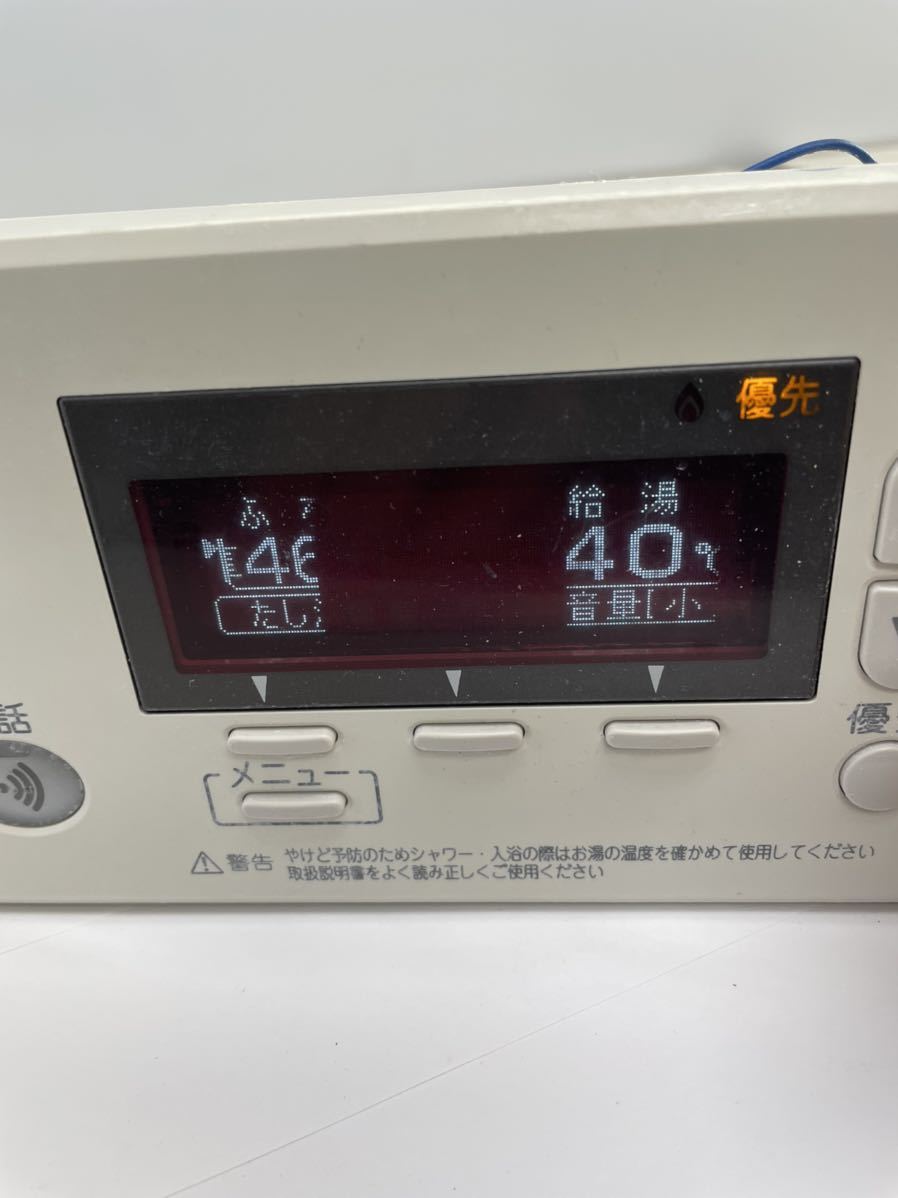 優先
ふ 給湯
40
たし 音量 小
話 優
メニュー
警告 やけど予防のためシャワー・入浴の際はお湯の温度を確かめて使用してください
取扱説明書をよく読み正しくご使用ください